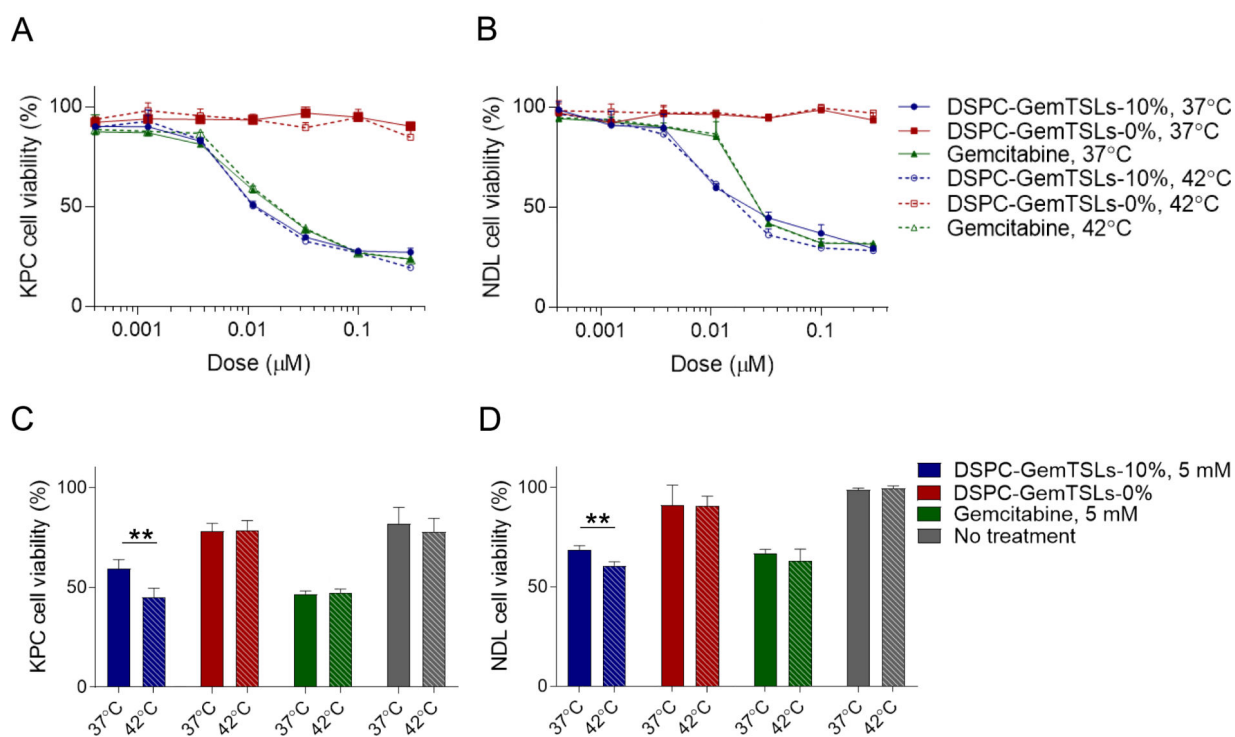 A
B
KPC cell viability (%)
100
50
0
0.001
0.01
0.1
Dose (μM)
NDL cell viability (%)
100
50
0
0.001
0.01
0.1
Dose (μM)
DSPC-GemTSLs-10%, 37°C
DSPC-GemTSLs-0%, 37°C
Gemcitabine, 37°C
DSPC-GemTSLs-10%, 42°C
DSPC-GemTSLs-0%, 42°C
Gemcitabine, 42°C
C
D
KPC cell viability (%)
100
50
0
**
37°C
42°C
37°C
42°C
37°C
42°C
37°C
42°C
NDL cell viability (%)
100
50
0
**
37°C
42°C
37°C
42°C
37°C
42°C
37°C
42°C
DSPC-GemTSLs-10%, 5 mM
DSPC-GemTSLs-0%
Gemcitabine, 5 mM
No treatment